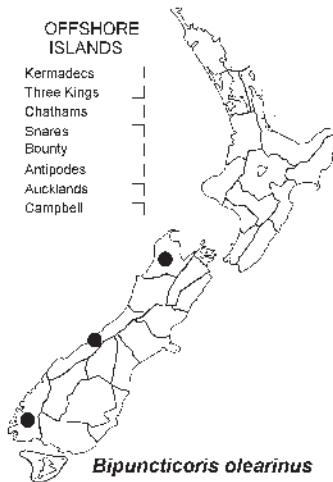 OFFSHORE
ISLANDS
Kermadecs
Three Kings
Chathams
Snares
Bounty
Antipodes
Aucklands
Campbell
Bipuncticoris olearinus